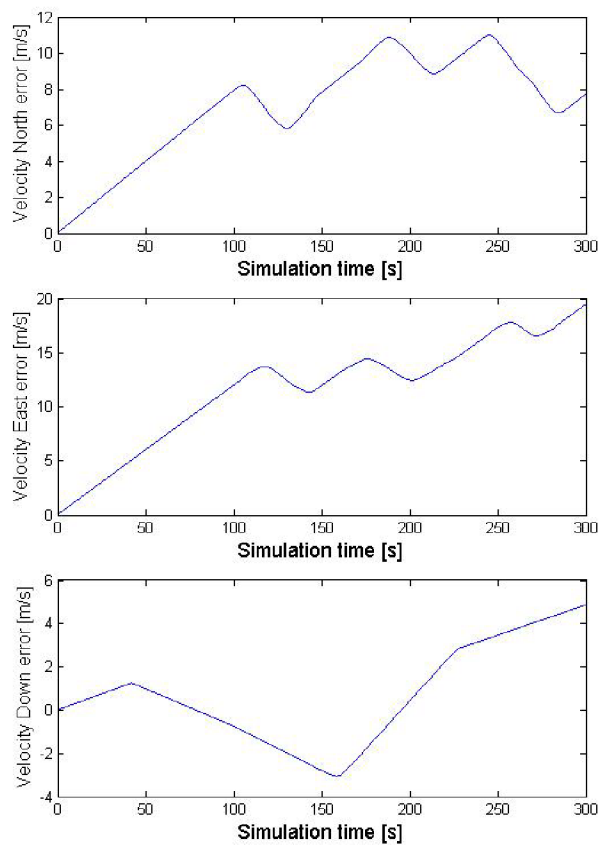 12
10
8
6
4
2
0
Velocity North error [m/s]
0 50 100 150 200 250 300
Simulation time [s]
20
15
10
5
0
Velocity East error [m/s]
0 50 100 150 200 250 300
Simulation time [s]
6
4
2
0
-2
-4
Velocity Down error [m/s]
0 50 100 150 200 250 300
Simulation time [s]